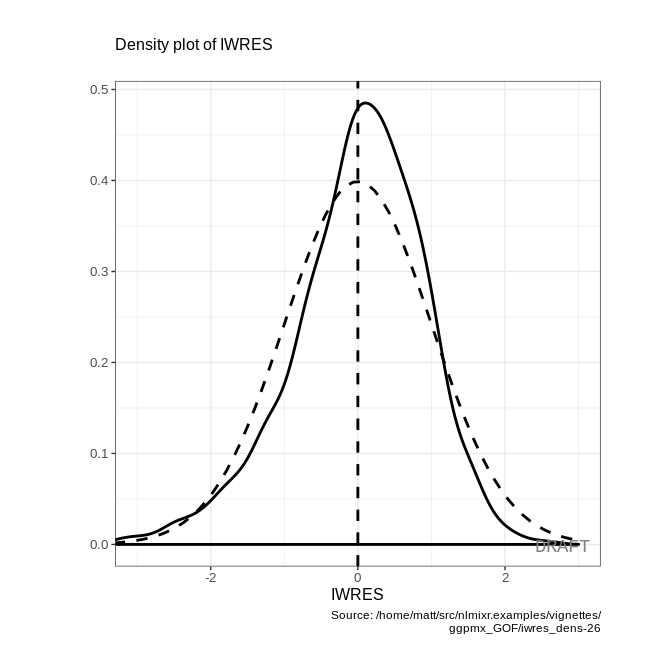 Density plot of IWRES
0.5
0.4
0.3
0.2
0.1
0.0
DRAFT
-2
0
2
IWRES
Source: /home/matt/src/nlmixr.examples/vignettes/
ggpmx_GOF/iwres_dens-26